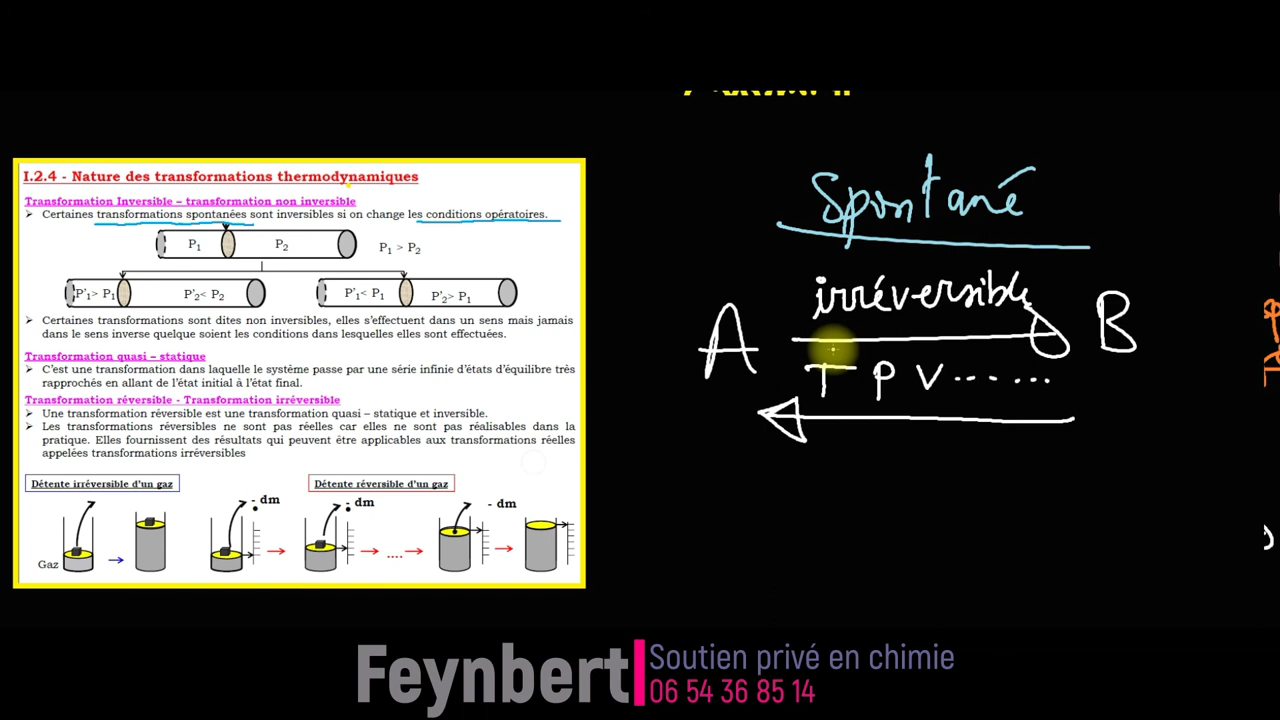 I.2.4 - Nature des transformations thermodynamiques
Transformation Inversible – transformation non inversible
Certaines transformations spontanées sont inversibles si on change les conditions opératoires.
P1 P2 P1 > P2
P'1> P1 P'2< P2 P'1< P1 P'2> P1
Certaines transformations sont dites non inversibles, elles s'effectuent dans un sens mais jamais
dans le sens inverse quelque soient les conditions dans lesquelles elles sont effectuées.
Transformation quasi – statique
C'est une transformation dans laquelle le système passe par une série infinie d'états d'équilibre très
rapprochés en allant de l'état initial à l'état final.
Transformation réversible - Transformation irréversible
Une transformation réversible est une transformation quasi – statique et inversible.
Les transformations réversibles ne sont pas réelles car elles ne sont pas réalisables dans la
pratique. Elles fournissent des résultats qui peuvent être applicables aux transformations réelles
appelées transformations irréversibles
Détente irréversible d'un gaz
Détente réversible d'un gaz
- dm - dm - dm
Gaz
....
Spontané
irréversible
A B
T P V ......
Feynbert
Soutien privé en chimie
06 54 36 85 14